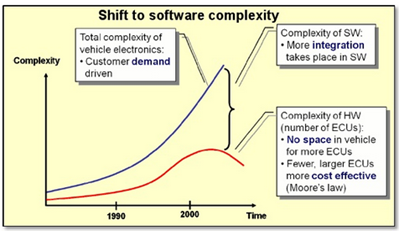 Shift to software complexity
Complexity
Total complexity of
vehicle electronics:
• Customer demand
driven
Complexity of SW:
• More integration
takes place in SW
Complexity of HW
(number of ECUs):
• No space in vehicle
for more ECUs
• Fewer, larger ECUs
more cost effective
(Moore's law)
1990
2000
Time